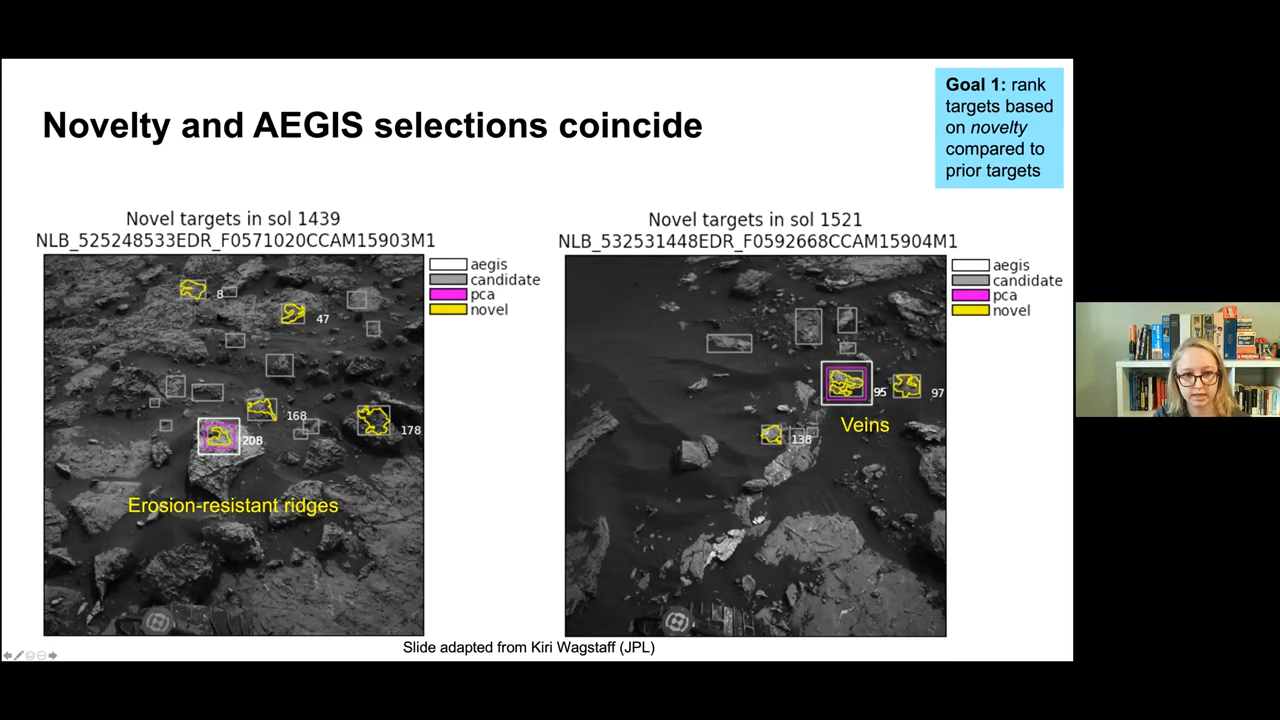 Novelty and AEGIS selections coincide
Goal 1: rank
targets based
on novelty
compared to
prior targets
Novel targets in sol 1439
NLB_525248533EDR_F0571020CCAM15903M1
aegis
candidate
pca
novel
8
47
168
178
208
Erosion-resistant ridges
Novel targets in sol 1521
NLB_532531448EDR_F0592668CCAM15904M1
aegis
candidate
pca
novel
95
97
Veins
138
Slide adapted from Kiri Wagstaff (JPL)